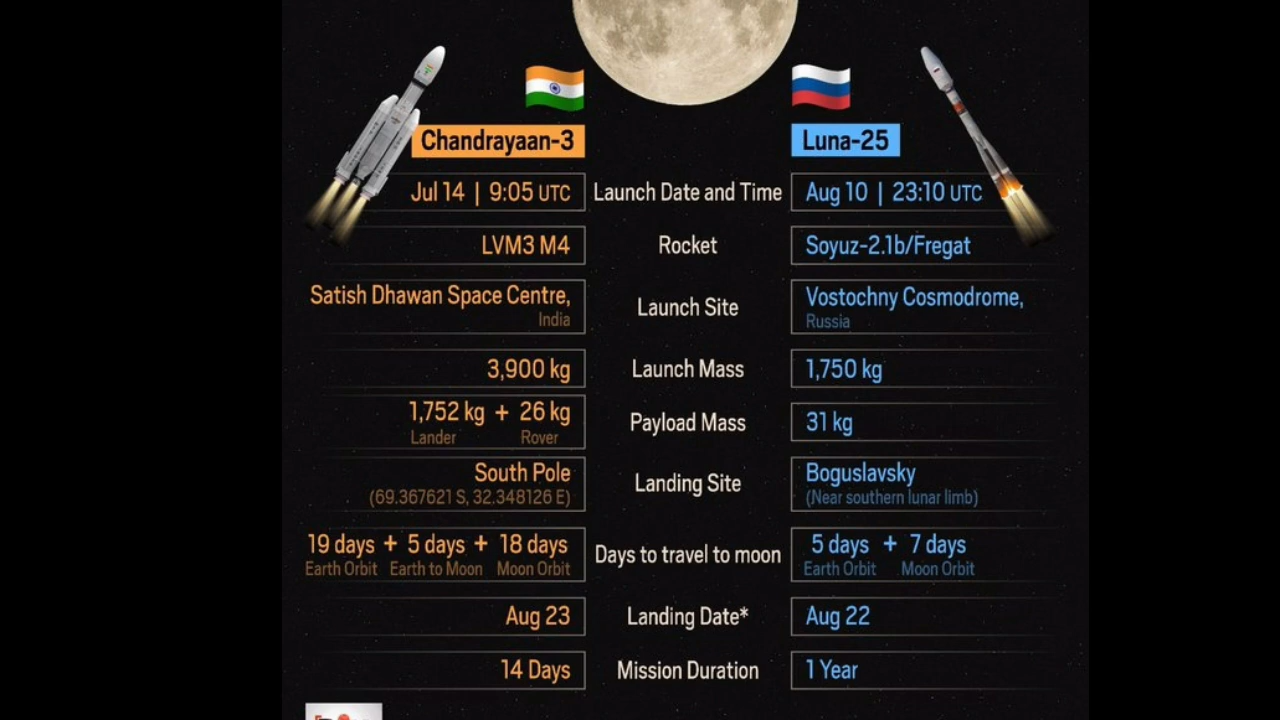 Chandrayaan-3
Luna-25
Jul 14 | 9:05 UTC
Launch Date and Time
Aug 10 | 23:10 UTC
LVM3 M4
Rocket
Soyuz-2.1b/Fregat
Satish Dhawan Space Centre,
India
Launch Site
Vostochny Cosmodrome,
Russia
3,900 kg
Launch Mass
1,750 kg
1,752 kg + 26 kg
Lander Rover
Payload Mass
31 kg
South Pole
(69.367621 S, 32.348126 E)
Landing Site
Boguslavsky
(Near southern lunar limb)
19 days + 5 days + 18 days
Earth Orbit Earth to Moon Moon Orbit
Days to travel to moon
5 days + 7 days
Earth Orbit Moon Orbit
Aug 23
Landing Date*
Aug 22
14 Days
Mission Duration
1 Year